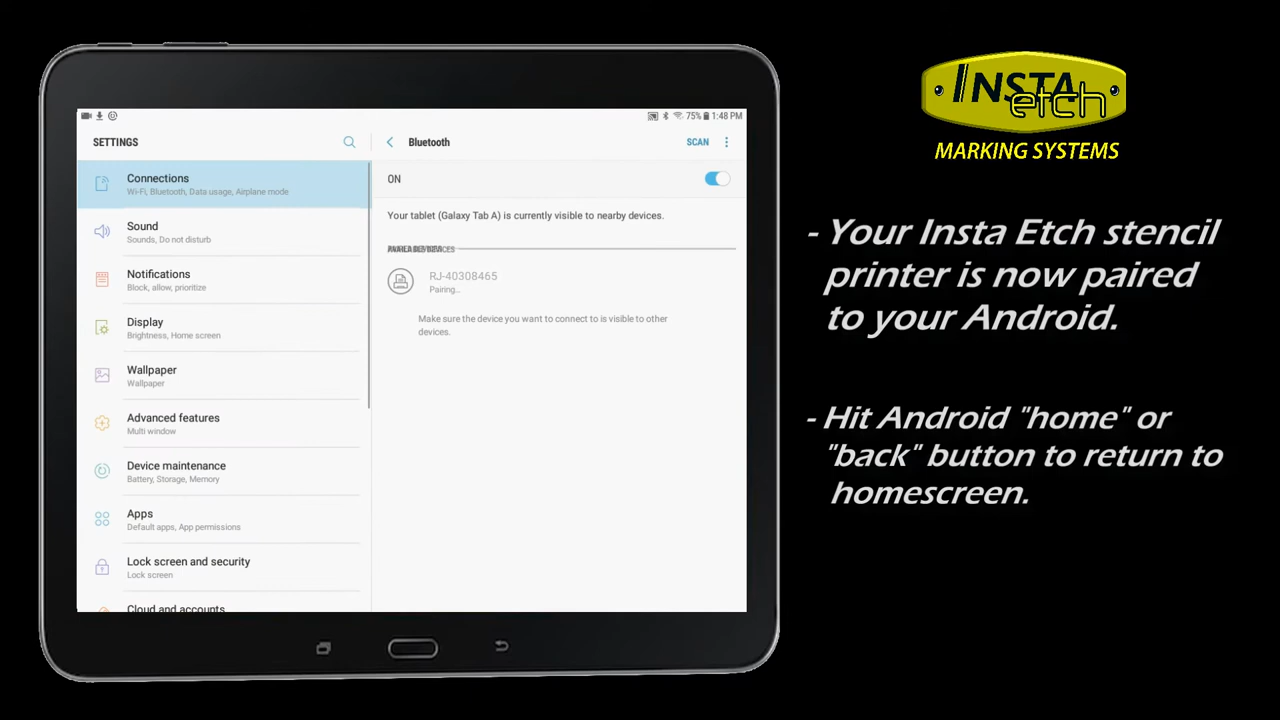 75% 1:48 PM
SETTINGS
Connections
Wi-Fi, Bluetooth, Data usage, Airplane mode
Sound
Sounds, Do not disturb
Notifications
Block, allow, prioritize
Display
Brightness, Home screen
Wallpaper
Wallpaper
Advanced features
Multi window
Device maintenance
Battery, Storage, Memory
Apps
Default apps, App permissions
Lock screen and security
Lock screen
Cloud and accounts
Bluetooth
SCAN
ON
Your tablet (Galaxy Tab A) is currently visible to nearby devices.
RJ-40308465
Pairing...
Make sure the device you want to connect to is visible to other
devices.
INSTA
etch
MARKING SYSTEMS
- Your Insta Etch stencil
printer is now paired
to your Android.
- Hit Android "home" or
"back" button to return to
homescreen.